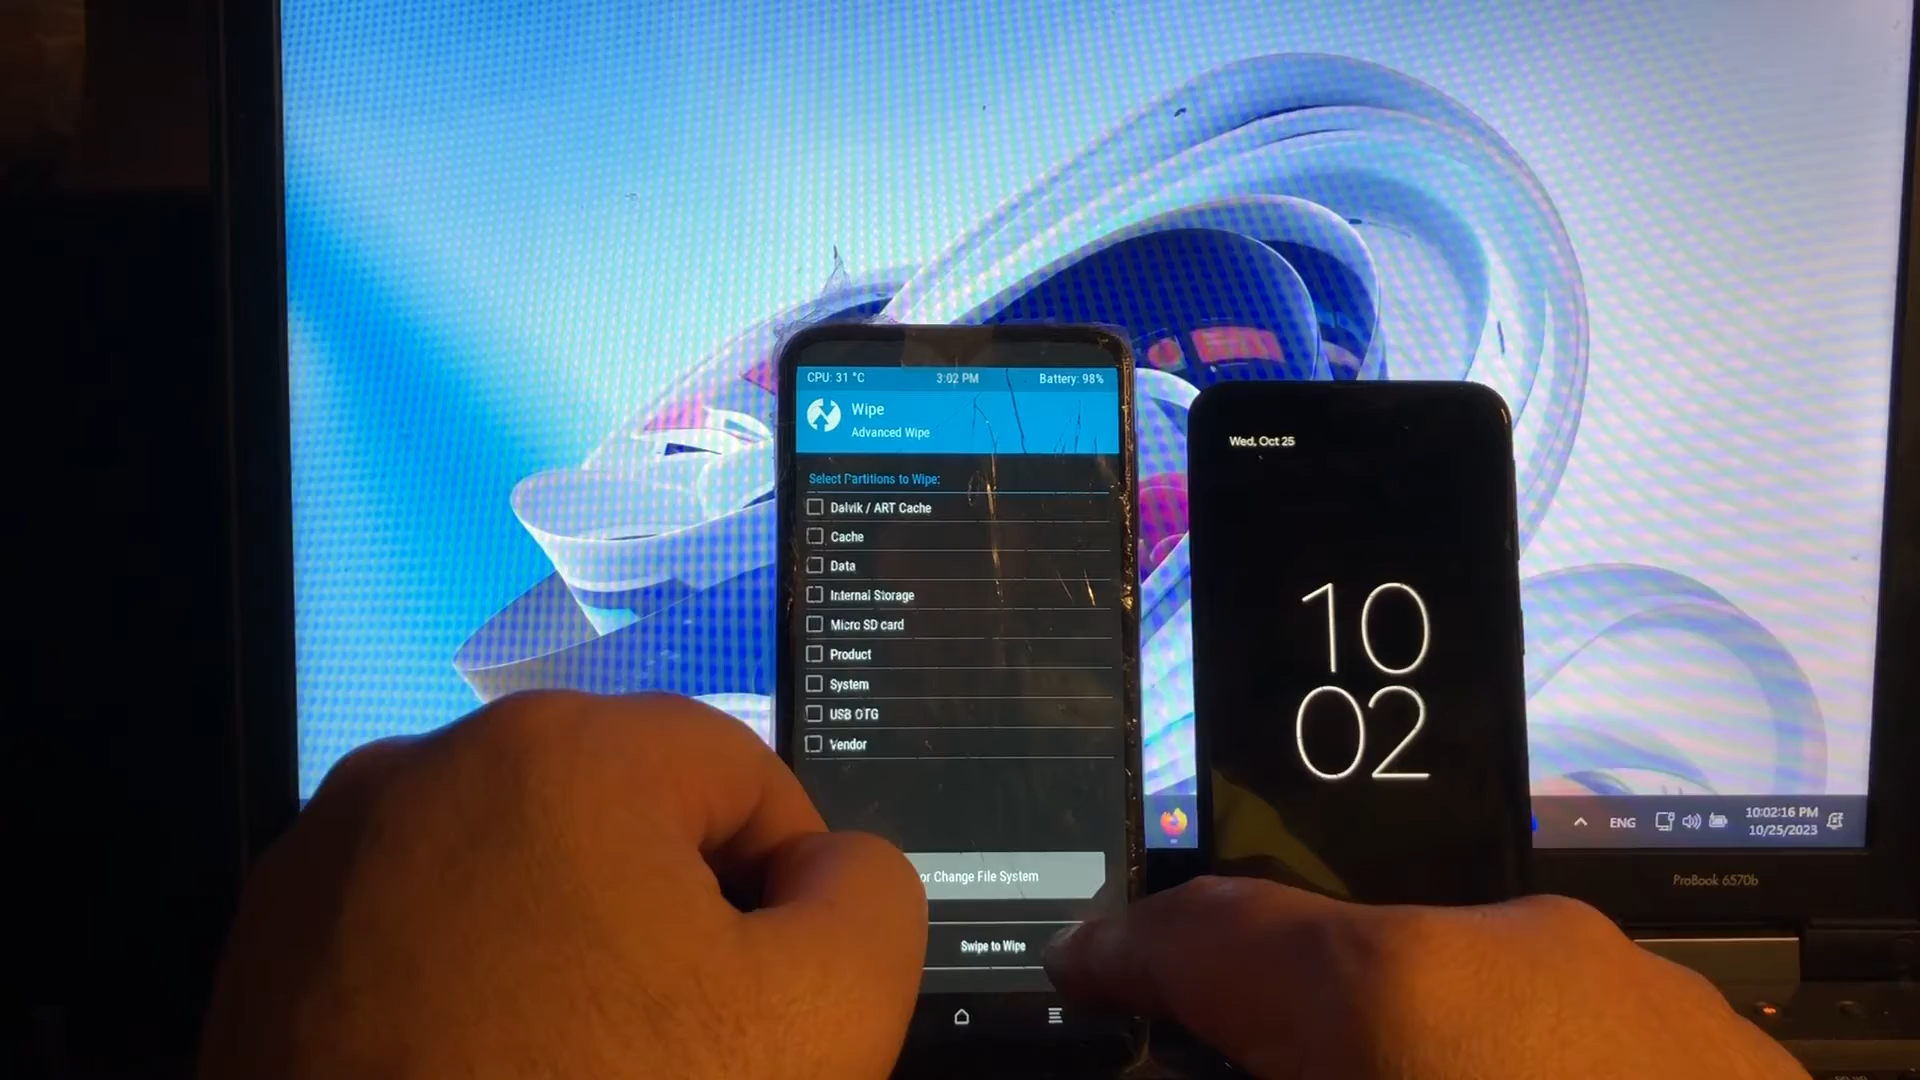 CPU: 31 °C 3:02 PM Battery: 98%
Wipe
Advanced Wipe
Select Partitions to Wipe:
Dalvik / ART Cache
Cache
Data
Internal Storage
Micro SD card
Product
System
USB OTG
Vendor
or Change File System
Swipe to Wipe
Wed, Oct 25
10
02
ENG
10:02:16 PM
10/25/2023
ProBook 6570b